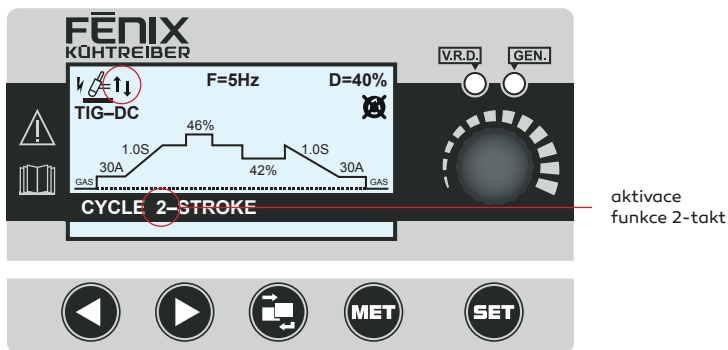 FĒNIX
KÜHTREIBER
V.R.D.
GEN.
F=5Hz
D=40%
TIG–DC
46%
1.0S
1.0S
30A
42%
30A
GAS
GAS
CYCLE 2–STROKE
aktivace
funkce 2-takt
MET
SET